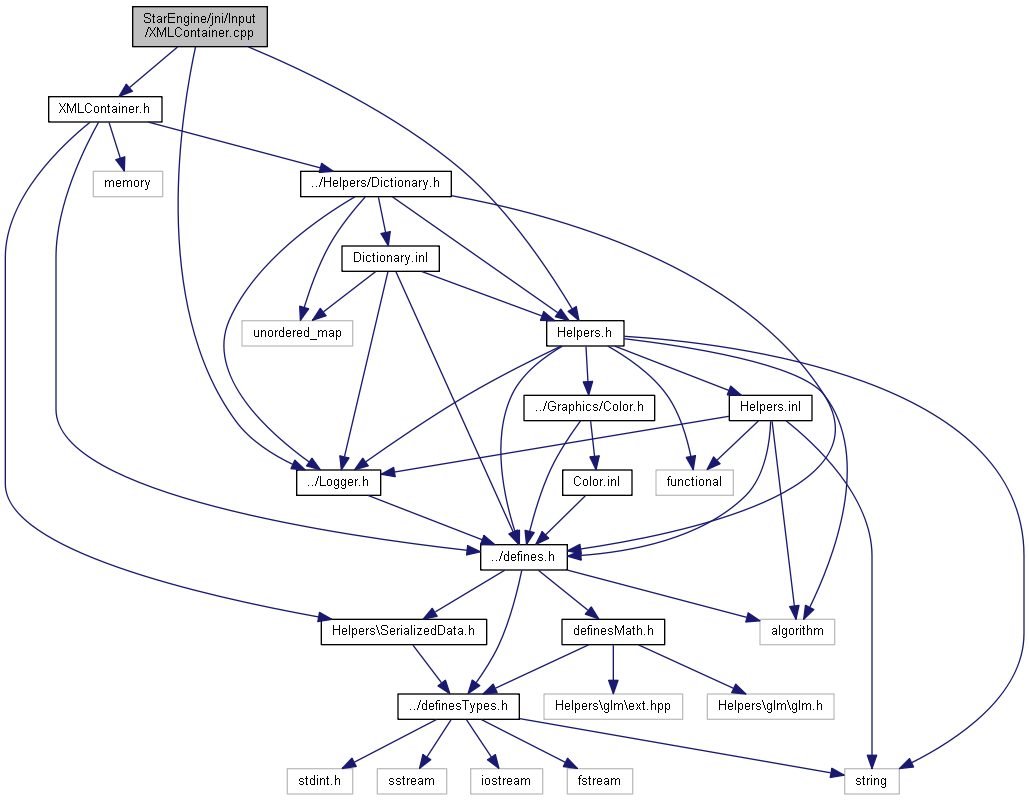 StarEngine/jni/Input
/XMLContainer.cpp
XMLContainer.h
memory
../Helpers/Dictionary.h
Dictionary.inl
unordered_map
Helpers.h
../Graphics/Color.h
Helpers.inl
../Logger.h
Color.inl
functional
../defines.h
Helpers\SerializedData.h
definesMath.h
algorithm
../definesTypes.h
Helpers\glm\ext.hpp
Helpers\glm\glm.h
stdint.h
sstream
iostream
fstream
string